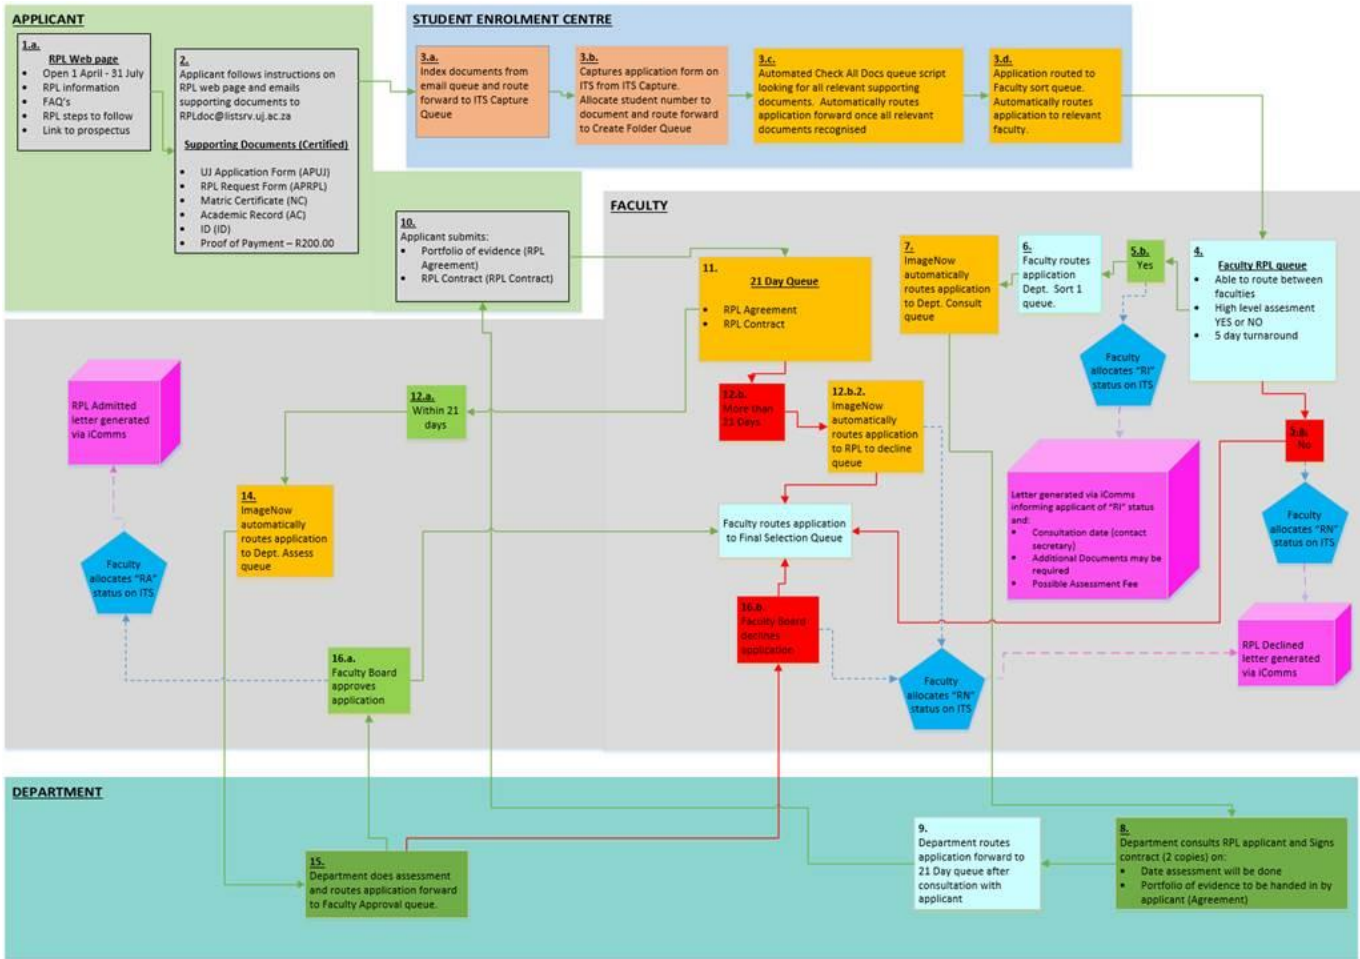 APPLICANT
1.a.
RPL Web page
• Open 1 April - 31 July
• RPL information
• FAQ's
• RPL steps to follow
• Link to prospectus
2.
Applicant follows instructions on
RPL web page and emails
supporting documents to
RPLdoc@listsrv.uj.ac.za
Supporting Documents (Certified)
• UJ Application Form (APUJ)
• RPL Request Form (APRPL)
• Matric Certificate (NC)
• Academic Record (AC)
• ID (ID)
• Proof of Payment – R200.00
STUDENT ENROLMENT CENTRE
3.a.
Index documents from
email queue and route
forward to ITS Capture
Queue
3.b.
Captures application form on
ITS from ITS Capture.
Allocate student number to
document and route forward
to Create Folder Queue
3.c.
Automated Check All Docs queue script
looking for all relevant supporting
documents. Automatically routes
application forward once all relevant
documents recognised
3.d.
Application routed to
Faculty sort queue.
Automatically routes
application to relevant
faculty.
10.
Applicant submits:
• Portfolio of evidence (RPL
Agreement)
• RPL Contract (RPL Contract)
FACULTY
11.
21 Day Queue
• RPL Agreement
• RPL Contract
7.
ImageNow
automatically
routes application
to Dept. Consult
queue
6.
Faculty routes
application
Dept. Sort 1
queue.
5.b.
Yes
4.
Faculty RPL queue
• Able to route between
faculties
• High level assesment
YES or NO
• 5 day turnaround
Faculty
allocates "RI"
status on ITS
RPL Admitted
letter generated
via iComms
12.a.
Within 21
days
12.b.
More than
21 Days
12.b.2.
ImageNow
automatically
routes application
to RPL to decline
queue
No
Letter generated via iComms
informing applicant of "RI" status
and:
• Consultation date (contact
secretary)
• Additional Documents may be
required
• Possible Assessment Fee
Faculty
allocates "RN"
status on ITS
14.
ImageNow
automatically
routes application
to Dept. Assess
queue
Faculty routes application
to Final Selection Queue
Faculty
allocates "RA"
status on ITS
16.b.
Faculty Board
declines
application
RPL Declined
letter generated
via iComms
16.a.
Faculty Board
approves
application
Faculty
allocates "RN"
status on ITS
DEPARTMENT
15.
Department does assessment
and routes application forward
to Faculty Approval queue.
9.
Department routes
application forward to
21 Day queue after
consultation with
applicant
8.
Department consults RPL applicant and Signs
contract (2 copies) on:
• Date assessment will be done
• Portfolio of evidence to be handed in by
applicant (Agreement)